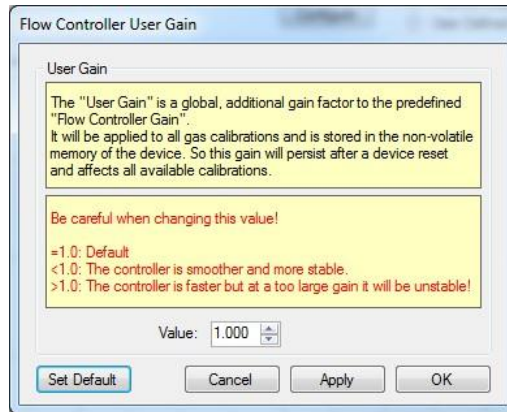 Flow Controller User Gain
User Gain
The "User Gain" is a global, additional gain factor to the predefined
"Flow Controller Gain".
It will be applied to all gas calibrations and is stored in the non-volatile
memory of the device. So this gain will persist after a device reset
and affects all available calibrations.
Be careful when changing this value!
=1.0: Default
<1.0: The controller is smoother and more stable.
>1.0: The controller is faster but at a too large gain it will be unstable!
Value: 1.000
Set Default Cancel Apply OK